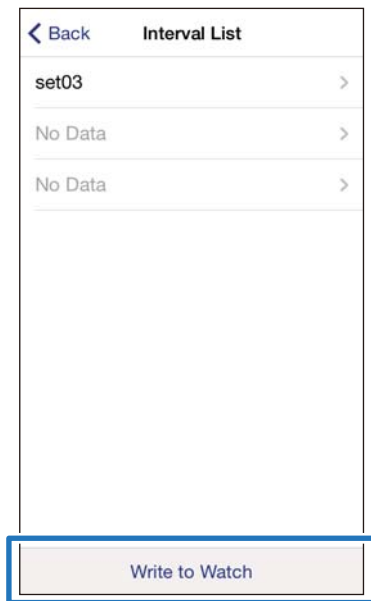 Back Interval List
set03
No Data
No Data
Write to Watch